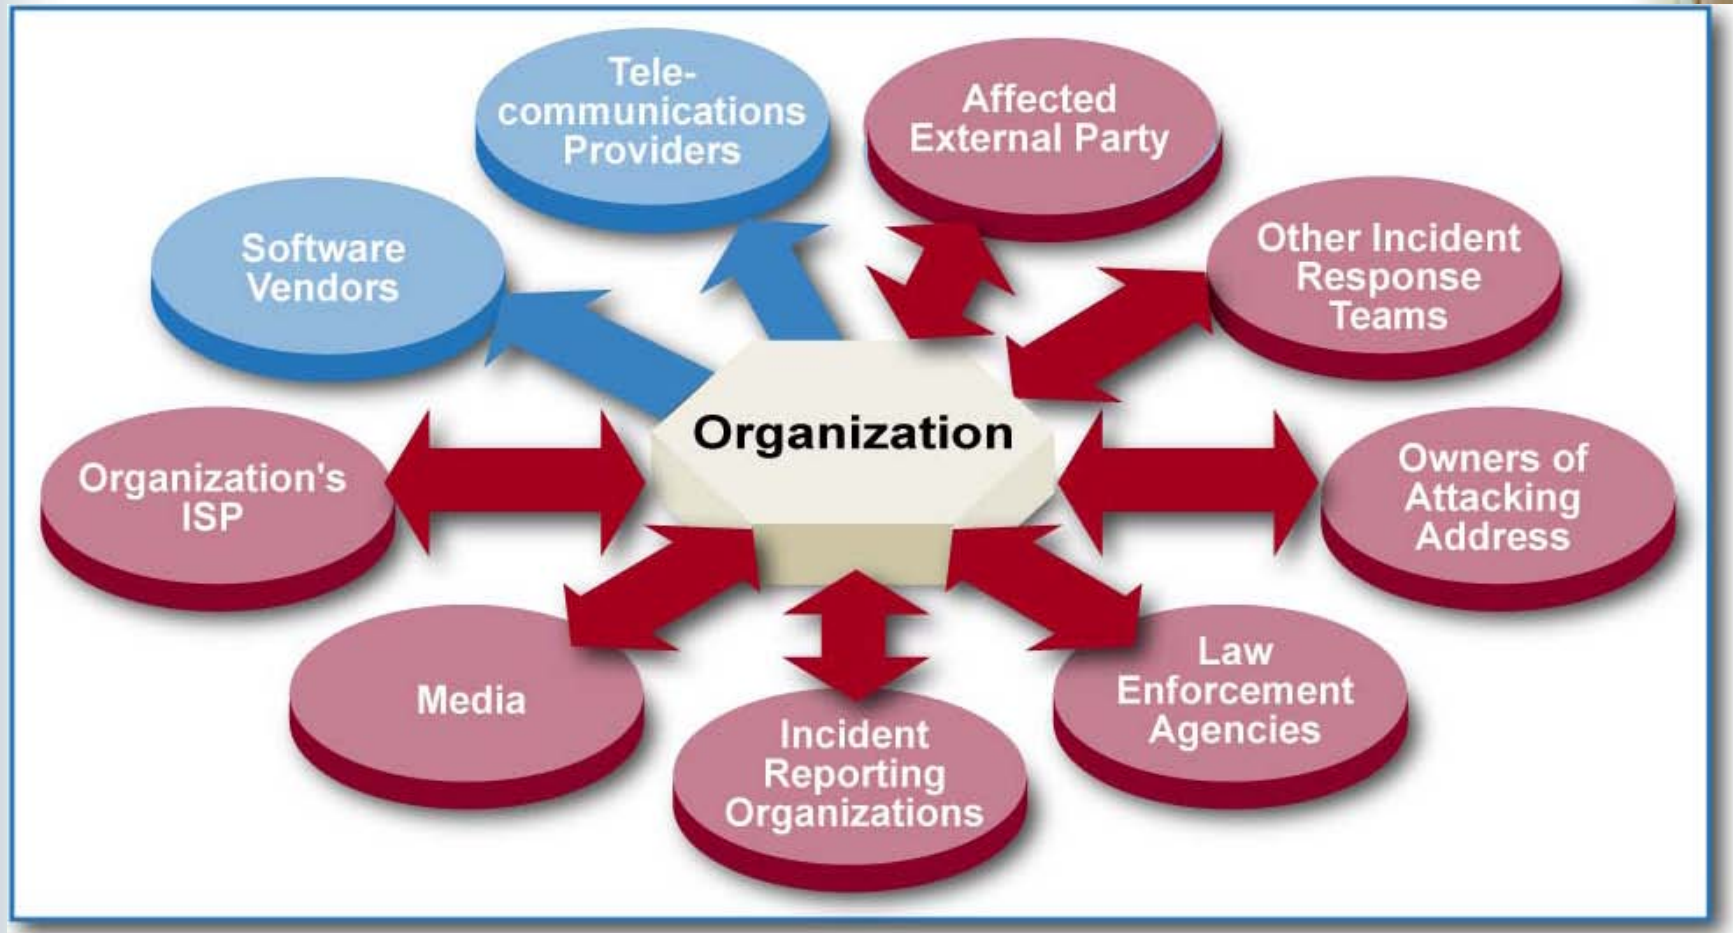 Tele-
communications
Providers
Affected
External Party
Software
Vendors
Other Incident
Response
Teams
Organization
Organization's
ISP
Owners of
Attacking
Address
Media
Incident
Reporting
Organizations
Law
Enforcement
Agencies